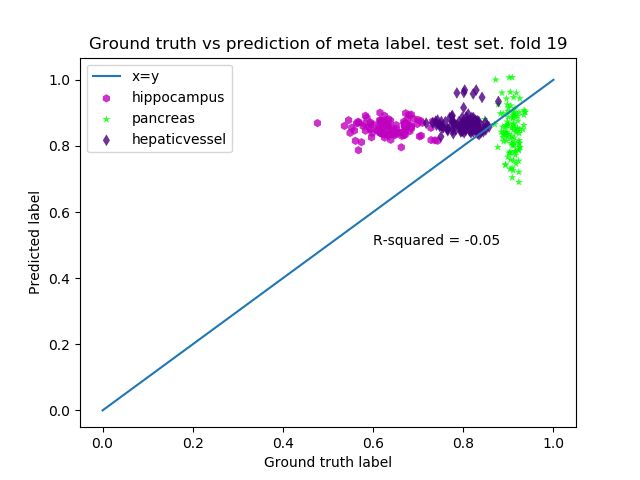 Ground truth vs prediction of meta label. test set. fold 19
1.0
0.8
0.6
0.4
0.2
0.0
Predicted label
x=y
hippocampus
pancreas
hepaticvessel
R-squared = -0.05
0.0 0.2 0.4 0.6 0.8 1.0
Ground truth label